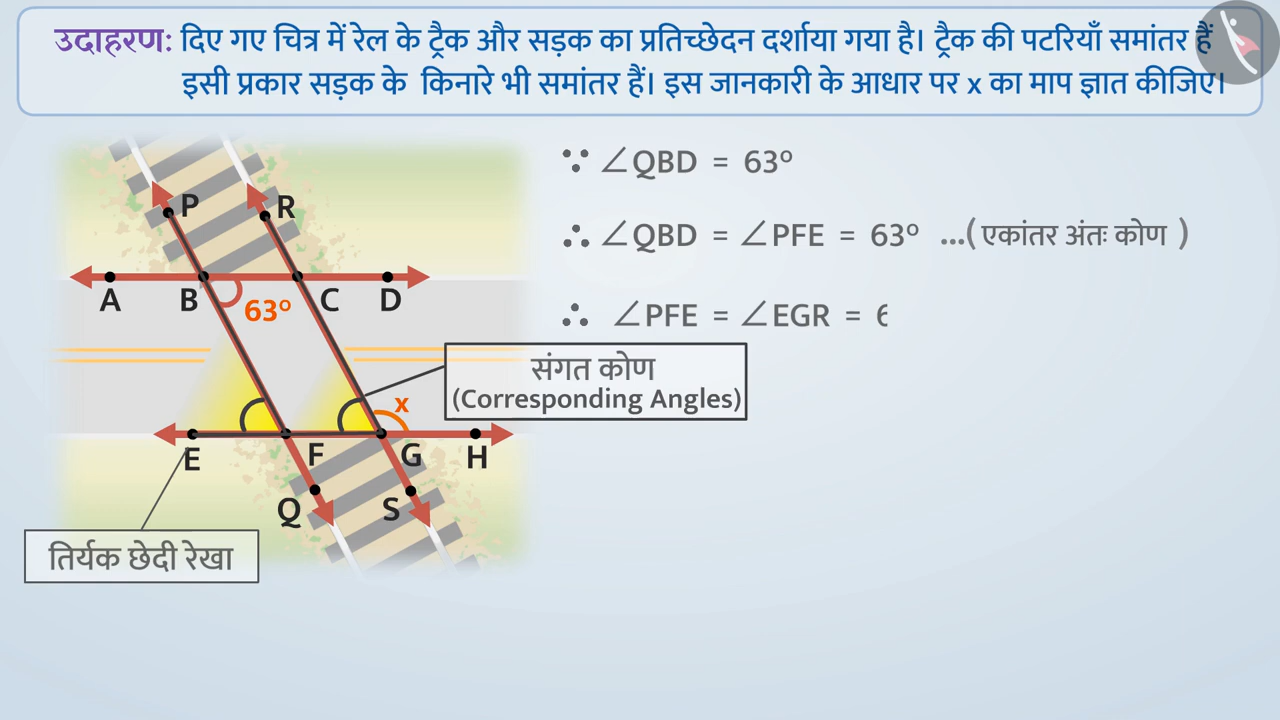 उदाहरण: दिए गए चित्र में रेल के ट्रैक और सड़क का प्रतिच्छेदन दर्शाया गया है। ट्रैक की पटरियाँ समांतर हैं
इसी प्रकार सड़क के किनारे भी समांतर हैं। इस जानकारी के आधार पर x का माप ज्ञात कीजिए।
∵ ∠QBD = 63°
∴ ∠QBD = ∠PFE = 63° ...( एकांतर अंतः कोण )
∴ ∠PFE = ∠EGR = 6
P R
A B C D
63°
संगत कोण
(Corresponding Angles)
x
E F G H
Q S
तिर्यक छेदी रेखा